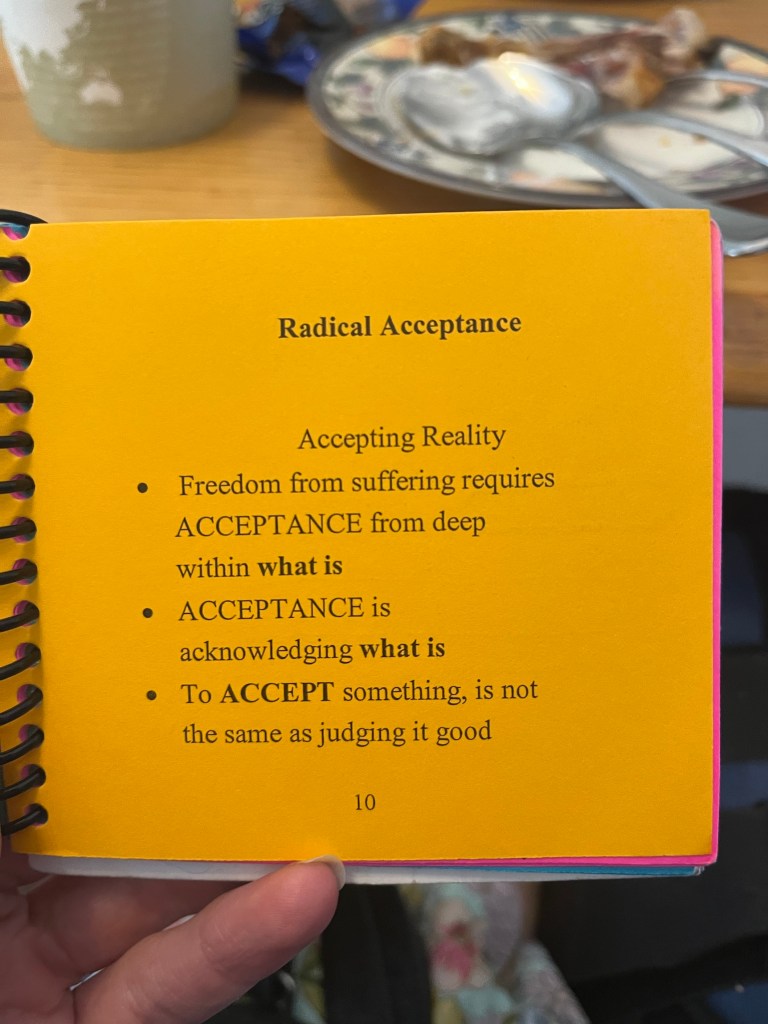 Radical Acceptance
Accepting Reality
• Freedom from suffering requires
ACCEPTANCE from deep
within what is
• ACCEPTANCE is
acknowledging what is
• To ACCEPT something, is not
the same as judging it good
10